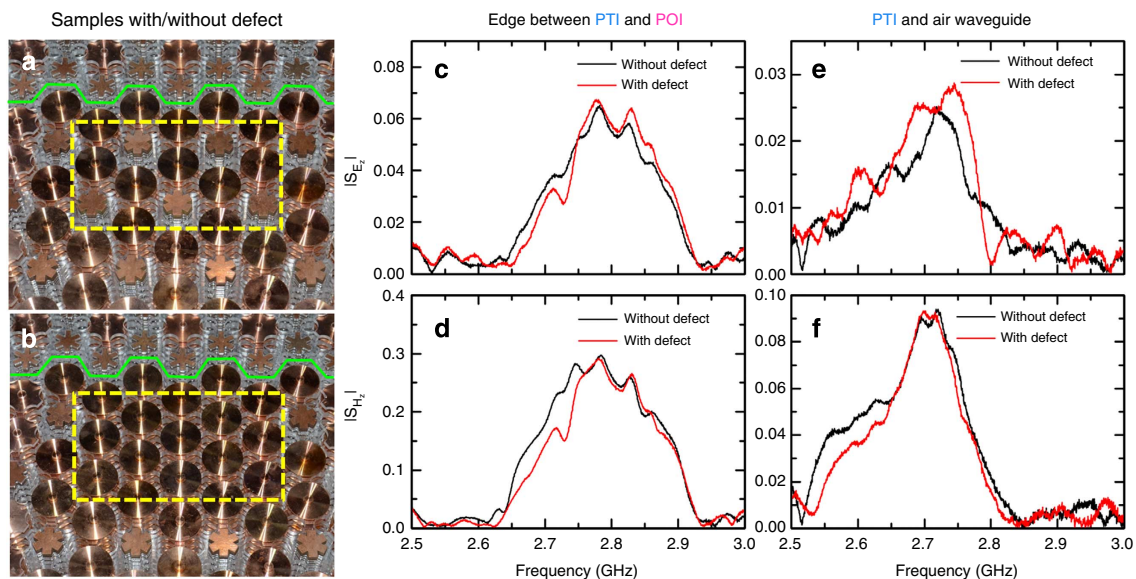 Samples with/without defect
Edge between PTI and POI
PTI and air waveguide
a
b
c
Without defect
With defect
0.08
0.06
0.04
0.02
0.00
|S_Ez|
d
Without defect
With defect
0.4
0.3
0.2
0.1
0.0
|S_Hz|
2.5 2.6 2.7 2.8 2.9 3.0
Frequency (GHz)
e
Without defect
With defect
0.03
0.02
0.01
0.00
f
Without defect
With defect
0.10
0.08
0.06
0.04
0.02
0.00
2.5 2.6 2.7 2.8 2.9 3.0
Frequency (GHz)